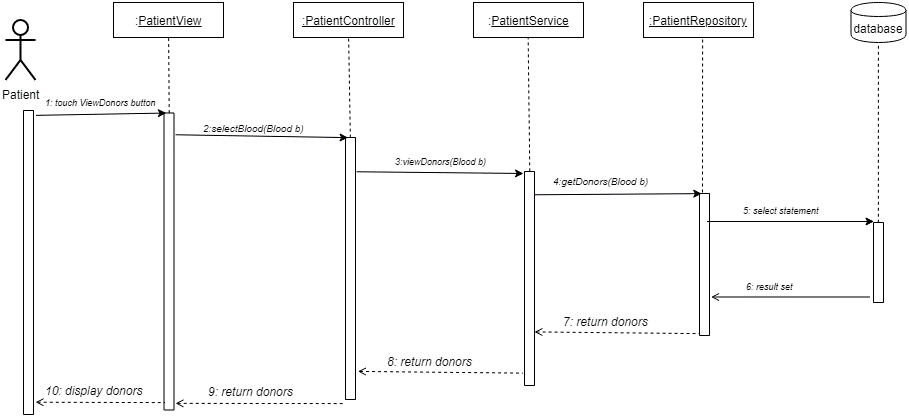 :PatientView
:PatientController
:PatientService
:PatientRepository
database
Patient
1: touch ViewDonors button
2:selectBlood(Blood b)
3:viewDonors(Blood b)
4:getDonors(Blood b)
5: select statement
6: result set
7: return donors
8: return donors
9: return donors
10: display donors